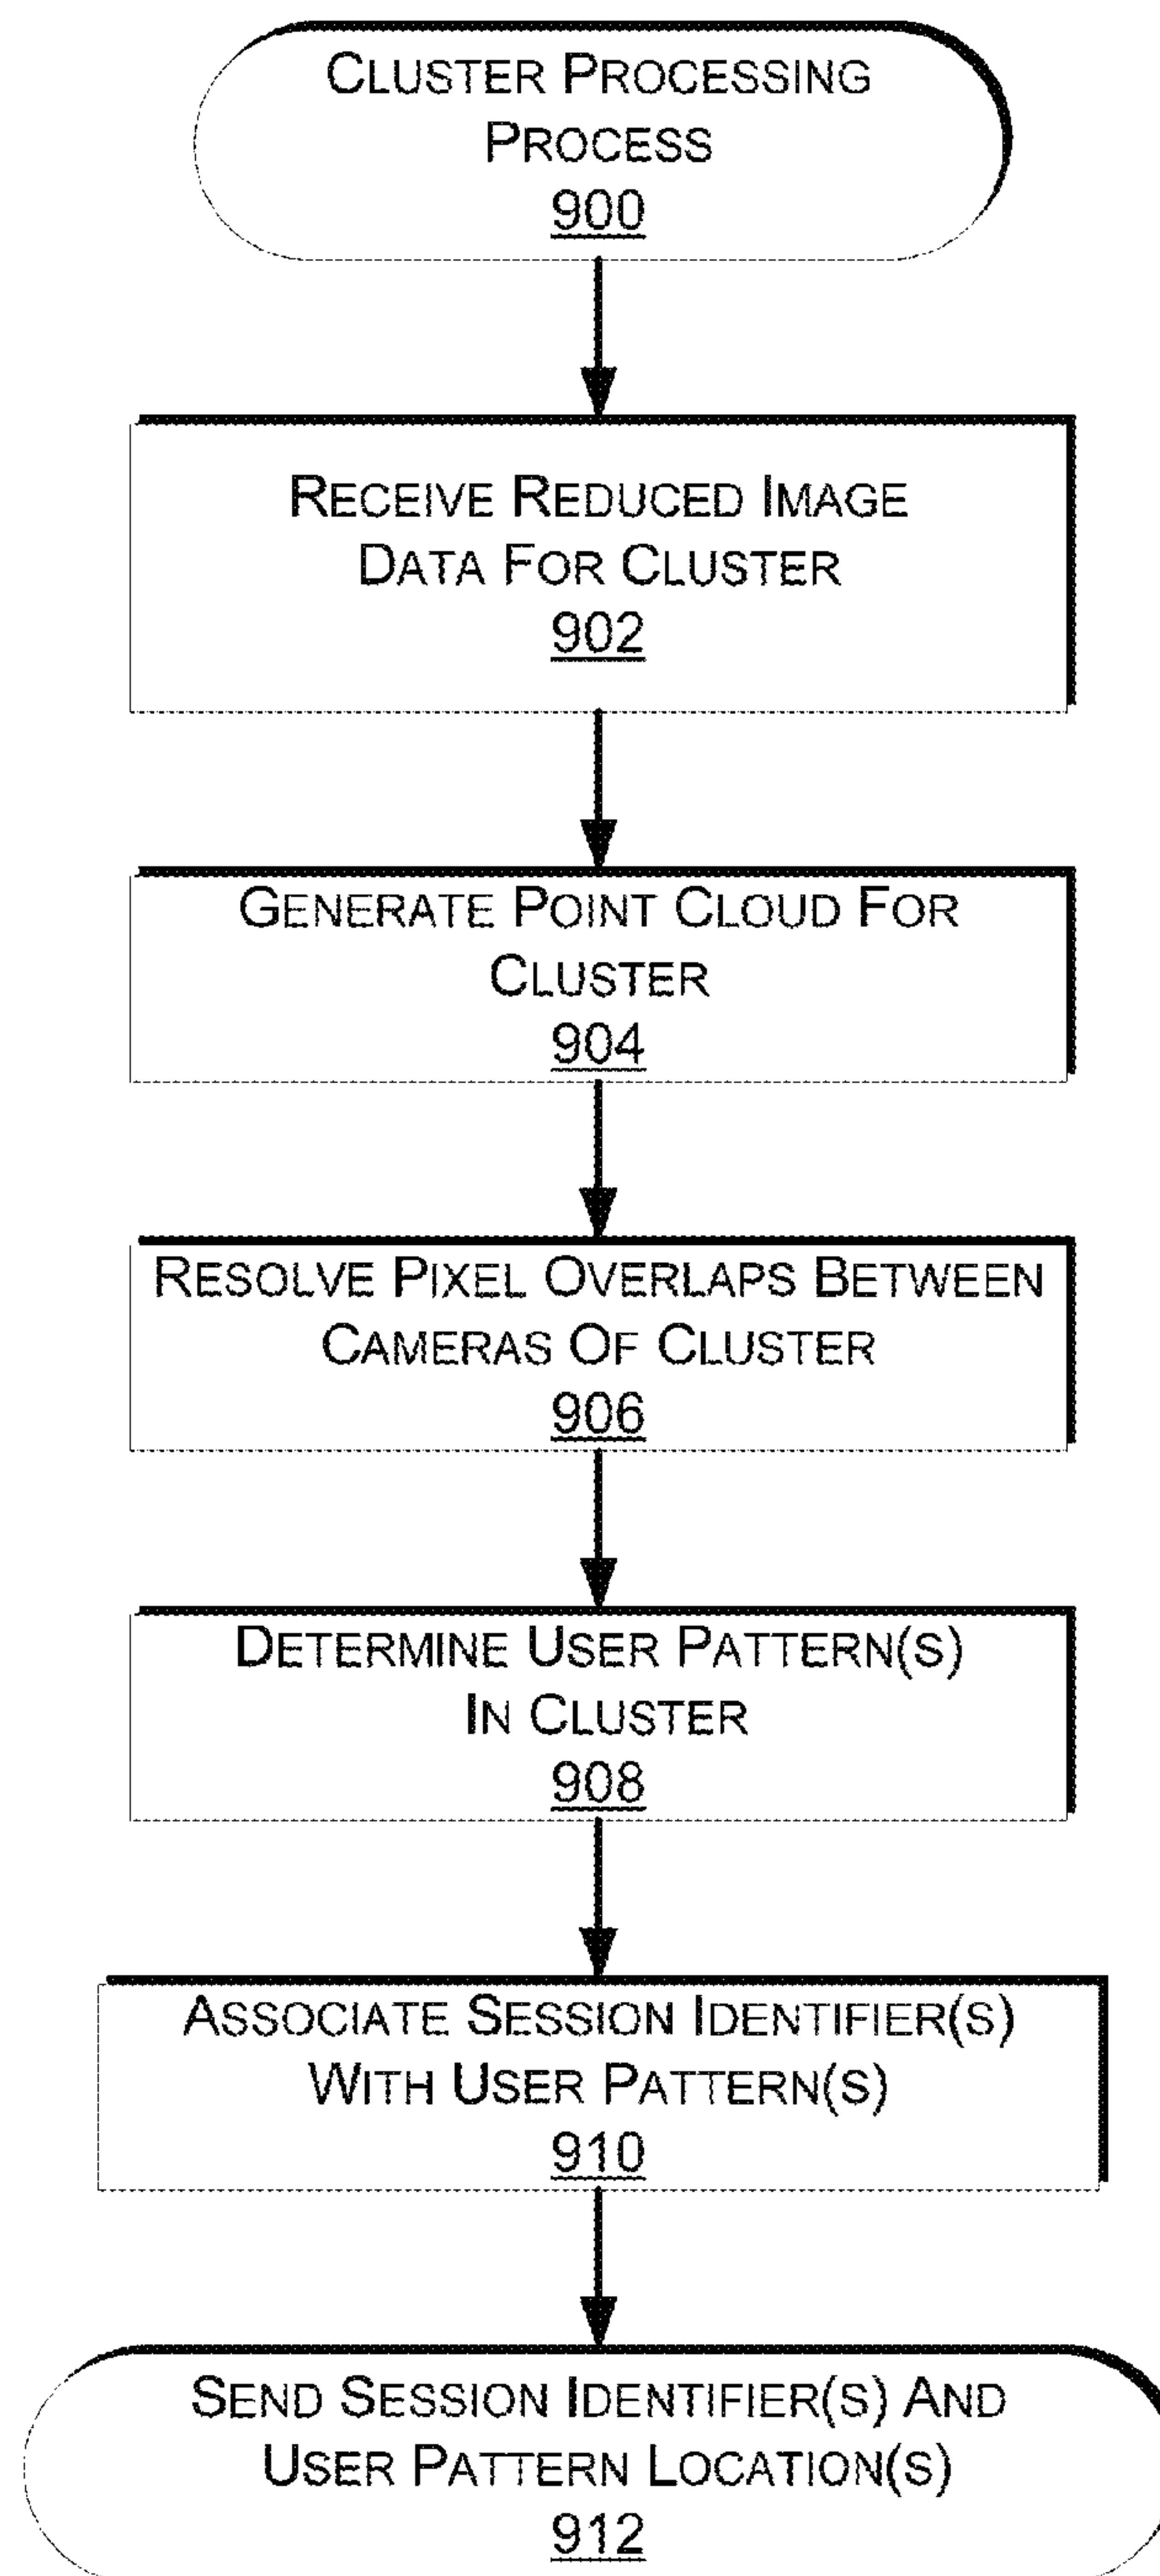 CLUSTER PROCESSING
PROCESS
900
RECEIVE REDUCED IMAGE
DATA FOR CLUSTER
902
GENERATE POINT CLOUD FOR
CLUSTER
904
RESOLVE PIXEL OVERLAPS BETWEEN
CAMERAS OF CLUSTER
906
DETERMINE USER PATTERN(S)
IN CLUSTER
908
ASSOCIATE SESSION IDENTIFIER(S)
WITH USER PATTERN(S)
910
SEND SESSION IDENTIFIER(S) AND
USER PATTERN LOCATION(S)
912